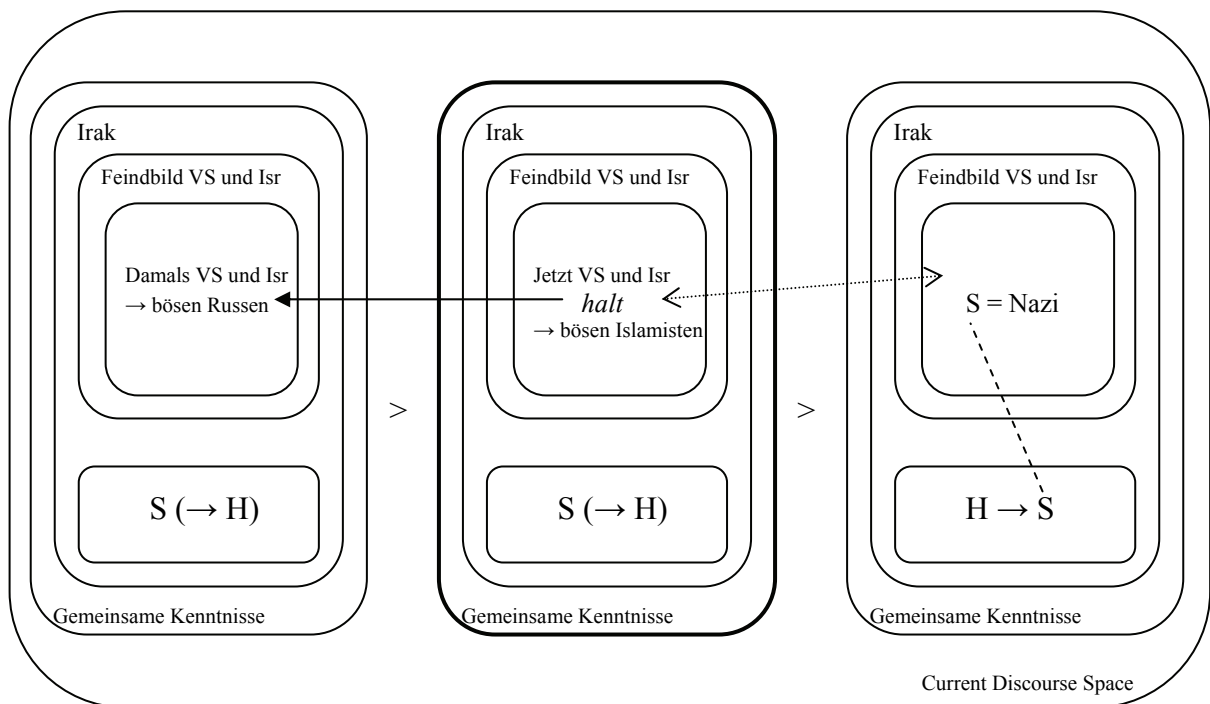 Irak
Feindbild VS und Isr
Damals VS und Isr
→ bösen Russen
S (→ H)
Gemeinsame Kenntnisse
>
Irak
Feindbild VS und Isr
Jetzt VS und Isr
halt
→ bösen Islamisten
S (→ H)
Gemeinsame Kenntnisse
>
Irak
Feindbild VS und Isr
S = Nazi
H → S
Gemeinsame Kenntnisse
Current Discourse Space